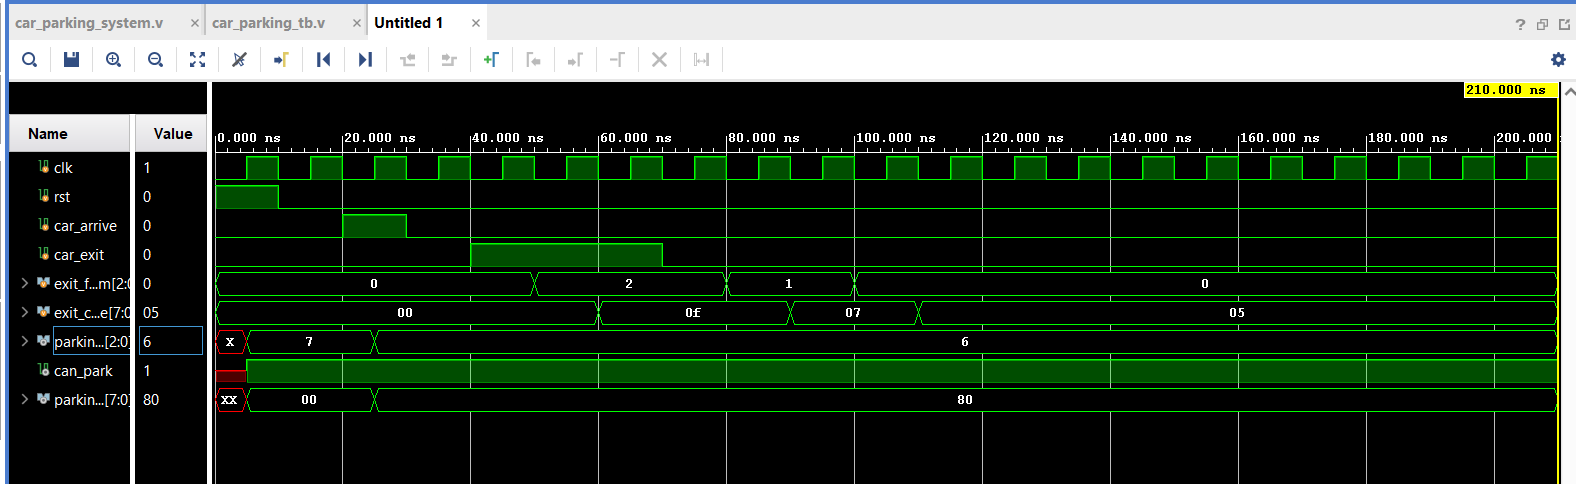 car_parking_system.v × car_parking_tb.v × Untitled 1 ×
?
210.000 ns
Name Value
0.000 ns 20.000 ns 40.000 ns 60.000 ns 80.000 ns 100.000 ns 120.000 ns 140.000 ns 160.000 ns 180.000 ns 200.000
clk 1
rst 0
car_arrive 0
car_exit 0
exit_f...m[2:0 0 0 2 1 0
exit_c...e[7:0 05 00 0f 07 05
parkin...[2:0] 6 X 7 6
can_park 1
parkin...[7:0] 80 XX 00 80